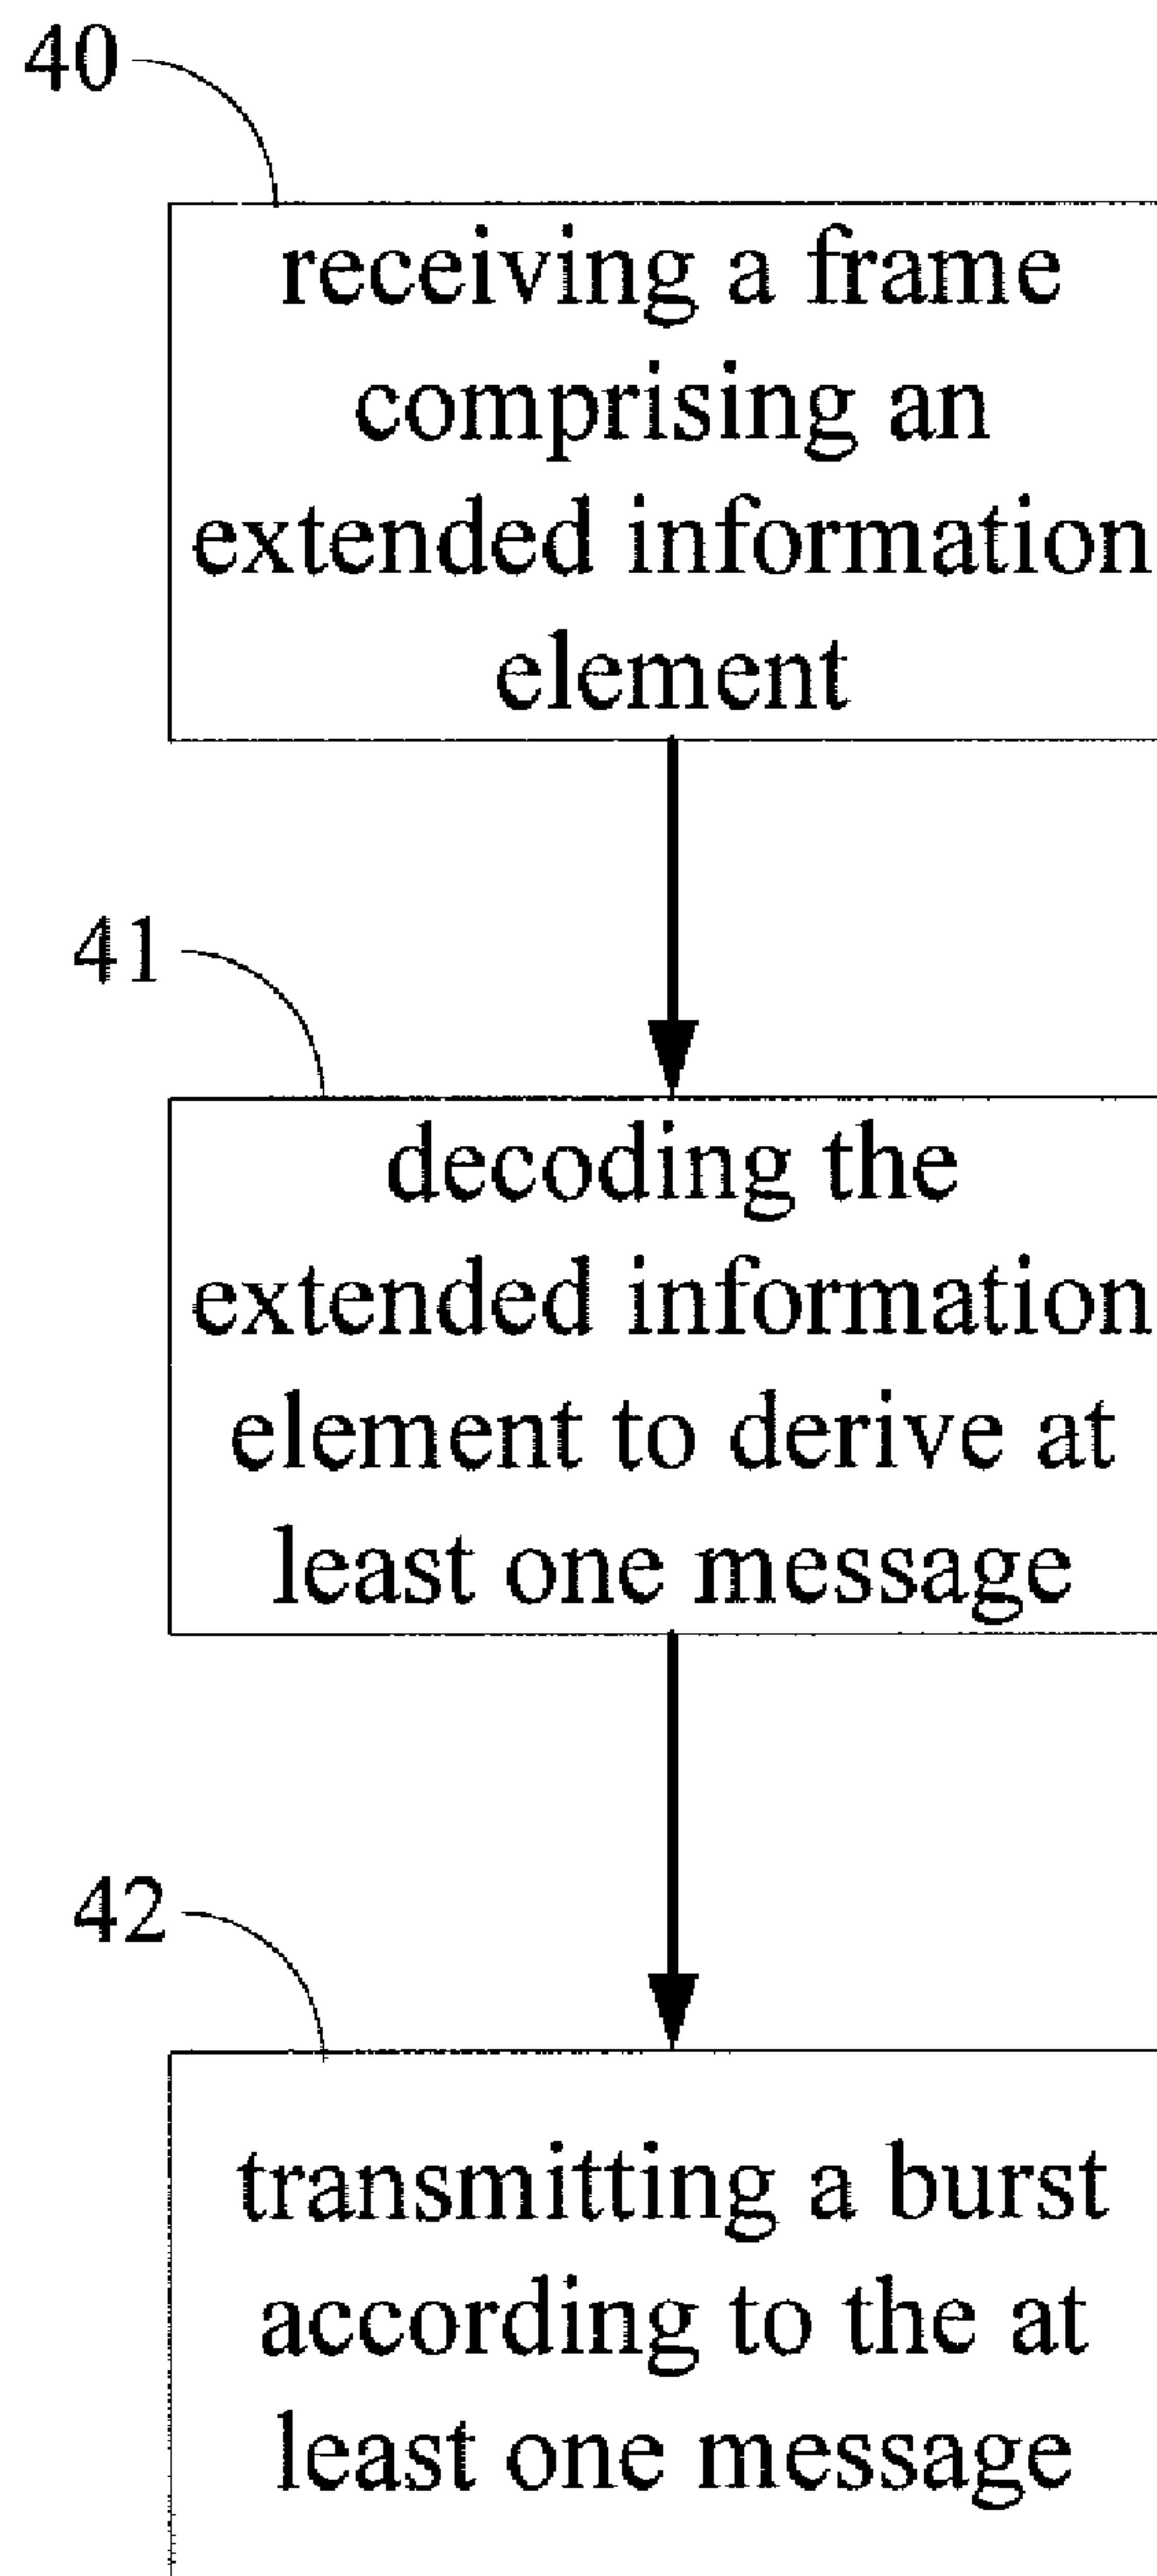 40
receiving a frame
comprising an
extended information
element
41
decoding the
extended information
element to derive at
least one message
42
transmitting a burst
according to the at
least one message